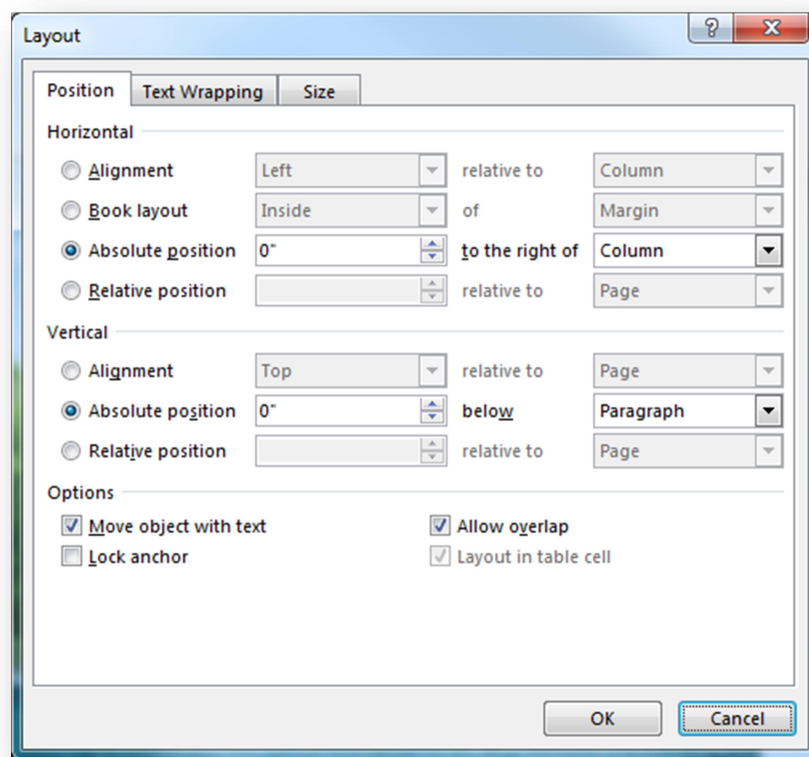 Layout
Position Text Wrapping Size
Horizontal
Alignment Left relative to Column
Book layout Inside of Margin
Absolute position 0" to the right of Column
Relative position relative to Page
Vertical
Alignment Top relative to Page
Absolute position 0" below Paragraph
Relative position relative to Page
Options
Move object with text Allow overlap
Lock anchor Layout in table cell
OK Cancel